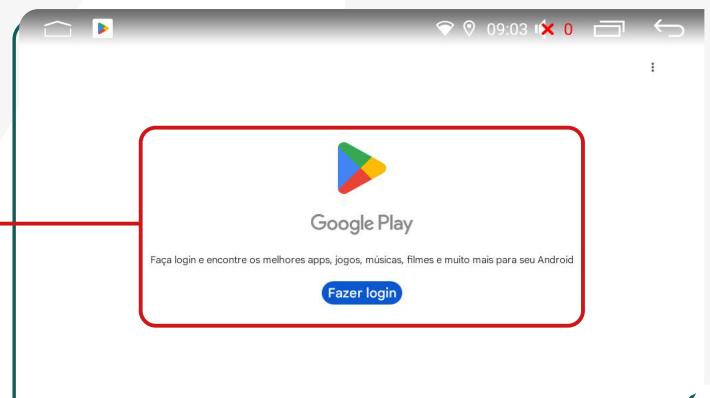 09:03 0
Google Play
Faça login e encontre os melhores apps, jogos, músicas, filmes e muito mais para seu Android
Fazer login